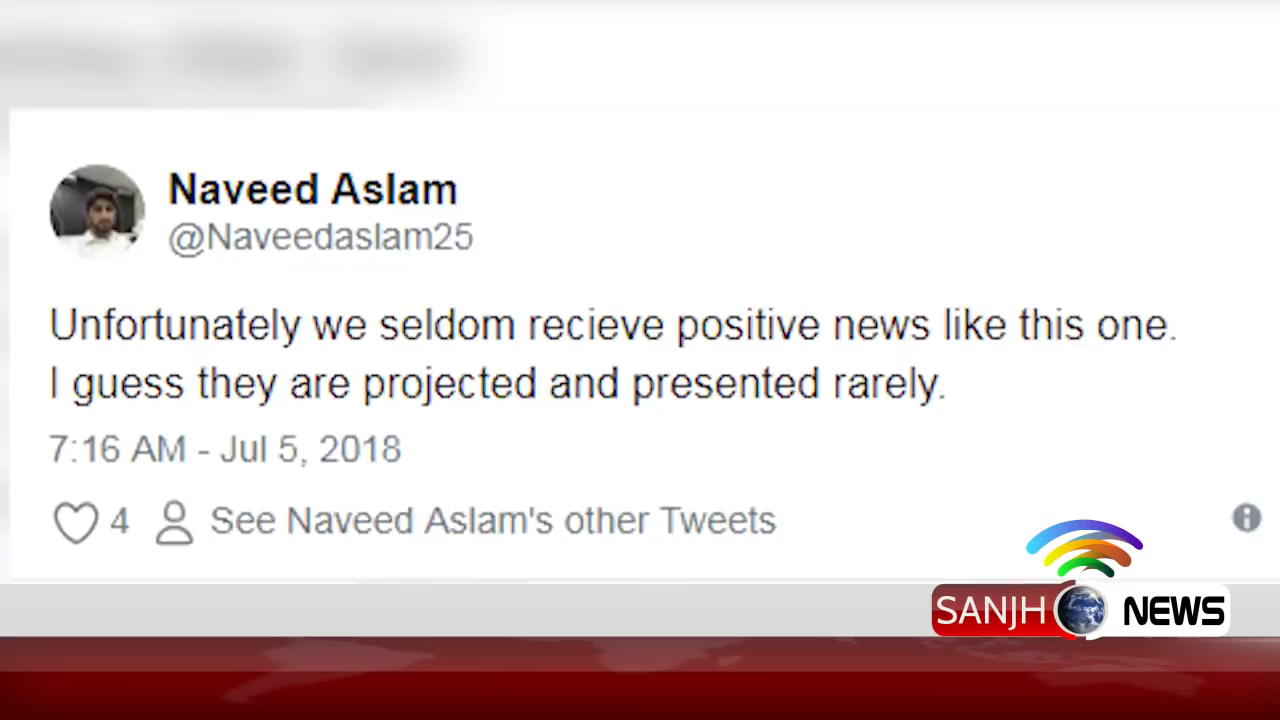 Naveed Aslam
@Naveedaslam25
Unfortunately we seldom recieve positive news like this one.
I guess they are projected and presented rarely.
7:16 AM - Jul 5, 2018
4 See Naveed Aslam's other Tweets
SANJH NEWS